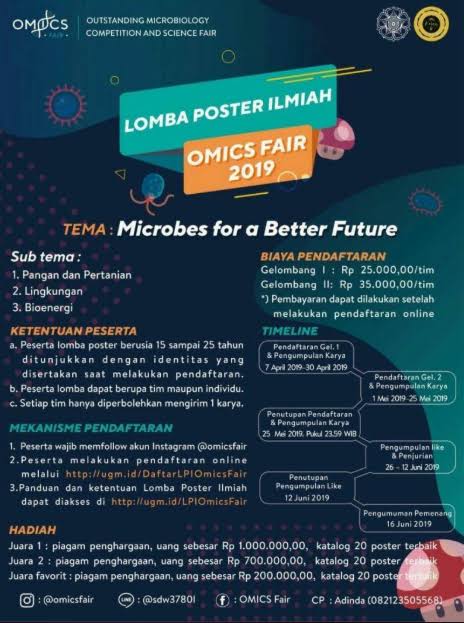 OMICS
FAIR
OUTSTANDING MICROBIOLOGY
COMPETITION AND SCIENCE FAIR
LOMBA POSTER ILMIAH
OMICS FAIR
2019
TEMA : Microbes for a Better Future
Sub tema :
1. Pangan dan Pertanian
2. Lingkungan
3. Bioenergi
KETENTUAN PESERTA
a. Peserta lomba poster berusia 15 sampai 25 tahun
ditunjukkan dengan identitas yang
disertakan saat melakukan pendaftaran.
b. Peserta lomba dapat berupa tim maupun individu.
c. Setiap tim hanya diperbolehkan mengirim 1 karya.
MEKANISME PENDAFTARAN
1. Peserta wajib memfollow akun Instagram @omicsfair
2.Peserta melakukan pendaftaran online
melalui http://ugm.id/DaftarLPIOmicsFair
3.Panduan dan ketentuan Lomba Poster Ilmiah
dapat diakses di http://ugm.id/LPIOmicsFair
BIAYA PENDAFTARAN
Gelombang I : Rp 25.000,00/tim
Gelombang II: Rp 35.000,00/tim
*) Pembayaran dapat dilakukan setelah
melakukan pendaftaran online
TIMELINE
Pendaftaran Gel. 1
& Pengumpulan Karya
7 April 2019-30 April 2019
Pendaftaran Gel. 2
& Pengumpulan Karya
1 Mei 2019-25 Mei 2019
Penutupan Pendaftaran
& Pengumpulan Karya
25 Mei 2019, Pukul 23.59 WIB
Pengumpulan like
& Penjurian
26 - 12 Juni 2019
Penutupan
Pengumpulan Like
12 Juni 2019
Pengumuman Pemenang
16 Juni 2019
HADIAH
Juara 1 : piagam penghargaan, uang sebesar Rp 1.000.000,00, katalog 20 poster terbaik
Juara 2 : piagam penghargaan, uang sebesar Rp 700.000,00, katalog 20 poster terbaik
Juara favorit : piagam penghargaan, uang sebesar Rp 200.000,00, katalog 20 poster terbaik
: @omicsfair
LINE : @sdw3780l
f : OMICS Fair
CP : Adinda (082123505568)